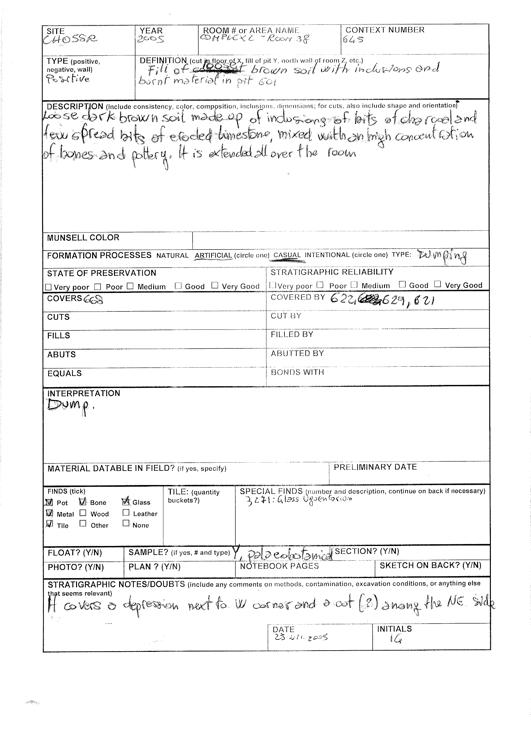 SITE YEAR ROOM # or AREA NAME CONTEXT NUMBER
CHOSSR 2005 COMPLEX L - ROOM 38 645
TYPE (positive, negative, wall) DEFINITION (cut in floor of X, fill of pit Y, north wall of room Z, etc.)
Positive Fill of brown soil with inclusions and
burnt material in pit 601
DESCRIPTION (Include consistency, color, compostion, inclusions, dimensions; for cuts, also include shape and orientation)
Loose dark brown soil made up of inclusions of bits of charcoal and
few spread bits of eroded limestone, mixed with an high concentration
of bones and pottery. It is extended all over the room
MUNSELL COLOR
FORMATION PROCESSES NATURAL ARTIFICIAL (circle one) CASUAL INTENTIONAL (circle one) TYPE: Dumping
STATE OF PRESERVATION STRATIGRAPHIC RELIABILITY
☐ Very poor ☐ Poor ☐ Medium ☐ Good ☐ Very Good ☐ Very poor ☐ Poor ☐ Medium ☐ Good ☐ Very Good
COVERS 668 COVERED BY 622, 629, 621
CUTS CUT BY
FILLS FILLED BY
ABUTS ABUTTED BY
EQUALS BONDS WITH
INTERPRETATION
Dump.
MATERIAL DATABLE IN FIELD? (if yes, specify) PRELIMINARY DATE
FINDS (tick) TILE: (quantity buckets?) SPECIAL FINDS (number and description, continue on back if necessary)
☑ Pot ☑ Bone ☑ Glass 3271: Glass Unguentarium
☑ Metal ☐ Wood ☐ Leather
☑ Tile ☐ Other ☐ None
FLOAT? (Y/N) SAMPLE? (if yes, # and type) Y, paleobotanical SECTION? (Y/N)
PHOTO? (Y/N) PLAN ? (Y/N) NOTEBOOK PAGES SKETCH ON BACK? (Y/N)
STRATIGRAPHIC NOTES/DOUBTS (include any comments on methods, contamination, excavation conditions, or anything else
that seems relevant)
It covers a depression next to W corner and a cut (?) along the NE side
DATE INITIALS
23-VII-2005 IG